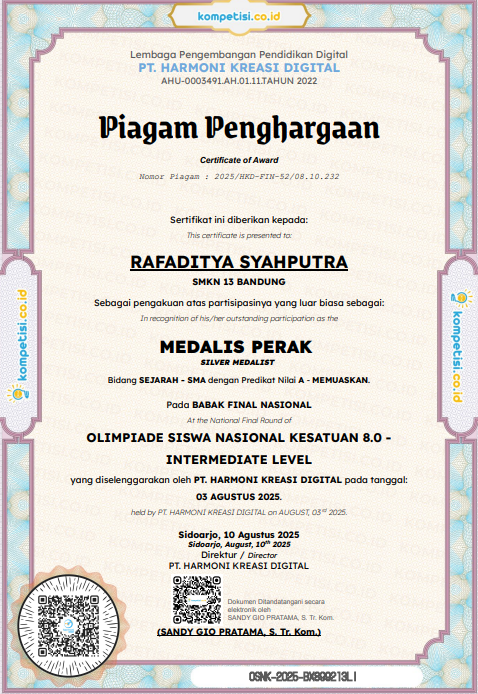 kompetisi.co.id
Lembaga Pengembangan Pendidikan Digital
PT. HARMONI KREASI DIGITAL
AHU-0003491.AH.01.11.TAHUN 2022
Piagam Penghargaan
Certificate of Award
Nomor Piagam : 2025/HKD-FIN-52/08.10.232
Sertifikat ini diberikan kepada:
This certificate is presented to:
RAFADITYA SYAHPUTRA
SMKN 13 BANDUNG
Sebagai pengakuan atas partisipasinya yang luar biasa sebagai:
In recognition of his/her outstanding participation as the
MEDALIS PERAK
SILVER MEDALIST
Bidang SEJARAH - SMA dengan Predikat Nilai A - MEMUASKAN.
Pada BABAK FINAL NASIONAL
At the National Final Round of
OLIMPIADE SISWA NASIONAL KESATUAN 8.0 -
INTERMEDIATE LEVEL
yang diselenggarakan oleh PT. HARMONI KREASI DIGITAL pada tanggal:
03 AGUSTUS 2025.
held by PT. HARMONI KREASI DIGITAL on AUGUST, 03rd 2025.
Sidoarjo, 10 Agustus 2025
Sidoarjo, August, 10th 2025
Direktur / Director
PT. HARMONI KREASI DIGITAL
Dokumen Ditandatangani secara
elektronik oleh
SANDY GIO PRATAMA, S. Tr. Kom.
(SANDY GIO PRATAMA, S. Tr. Kom.)
kompetisi.co.id
kompetisi.co.id